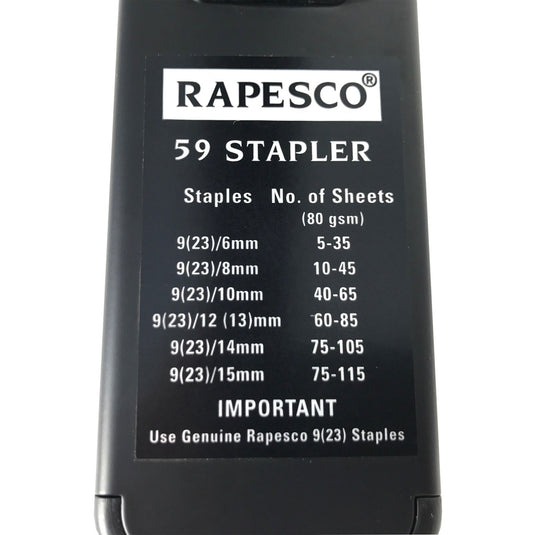 RAPESCO®
59 STAPLER
Staples No. of Sheets
(80 gsm)
9(23)/6mm 5-35
9(23)/8mm 10-45
9(23)/10mm 40-65
9(23)/12 (13)mm 60-85
9(23)/14mm 75-105
9(23)/15mm 75-115
IMPORTANT
Use Genuine Rapesco 9(23) Staples